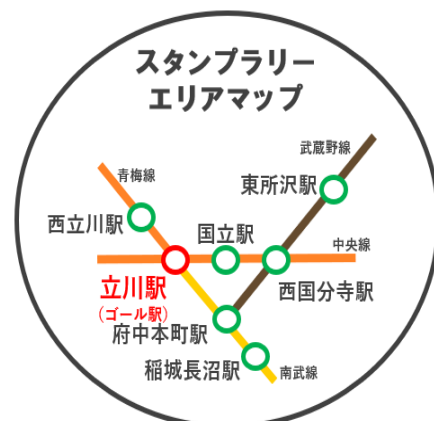 スタンプラリー
エリアマップ
武蔵野線
青梅線
東所沢駅
西立川駅
国立駅
中央線
立川駅
(ゴール駅)
西国分寺駅
府中本町駅
稲城長沼駅
南武線